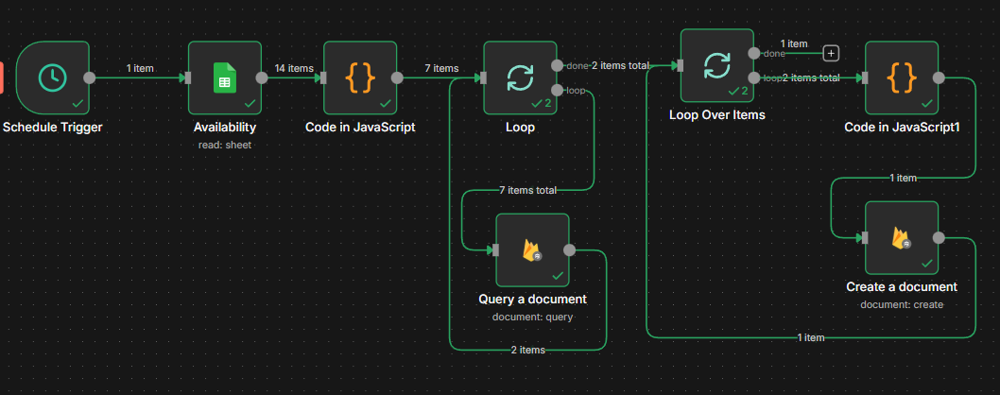 1 item
14 items
7 items
done
2 items total
loop
1 item
done
loop
2 items total
2
2
Schedule Trigger
Availability
read: sheet
Code in JavaScript
Loop
Loop Over Items
Code in JavaScript1
7 items total
1 item
Query a document
document: query
Create a document
document: create
2 items
1 item